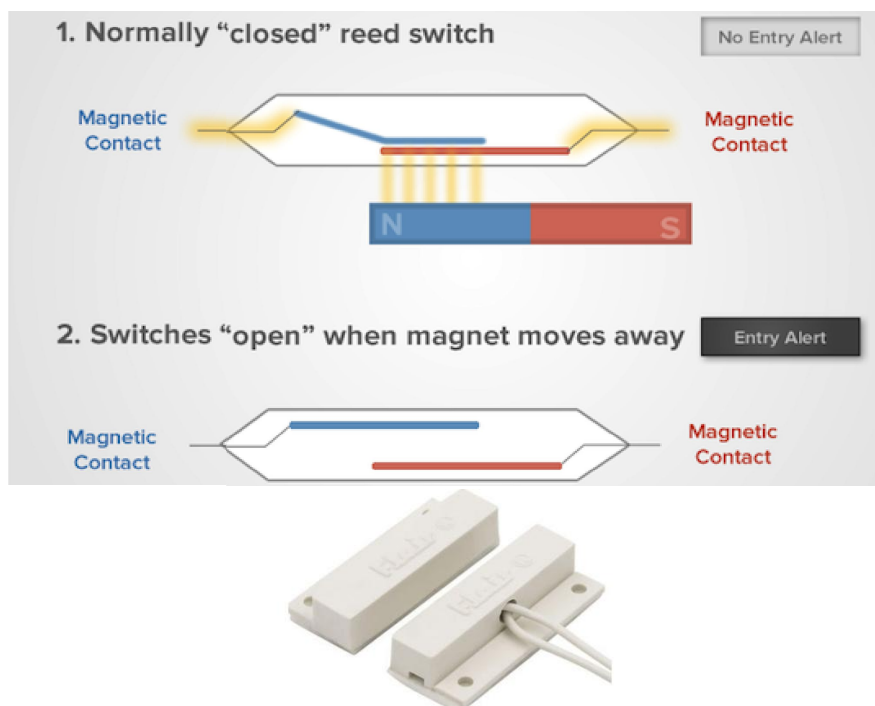 1. Normally “closed” reed switch
No Entry Alert
Magnetic
Contact
Magnetic
Contact
N
S
2. Switches “open” when magnet moves away
Entry Alert
Magnetic
Contact
Magnetic
Contact